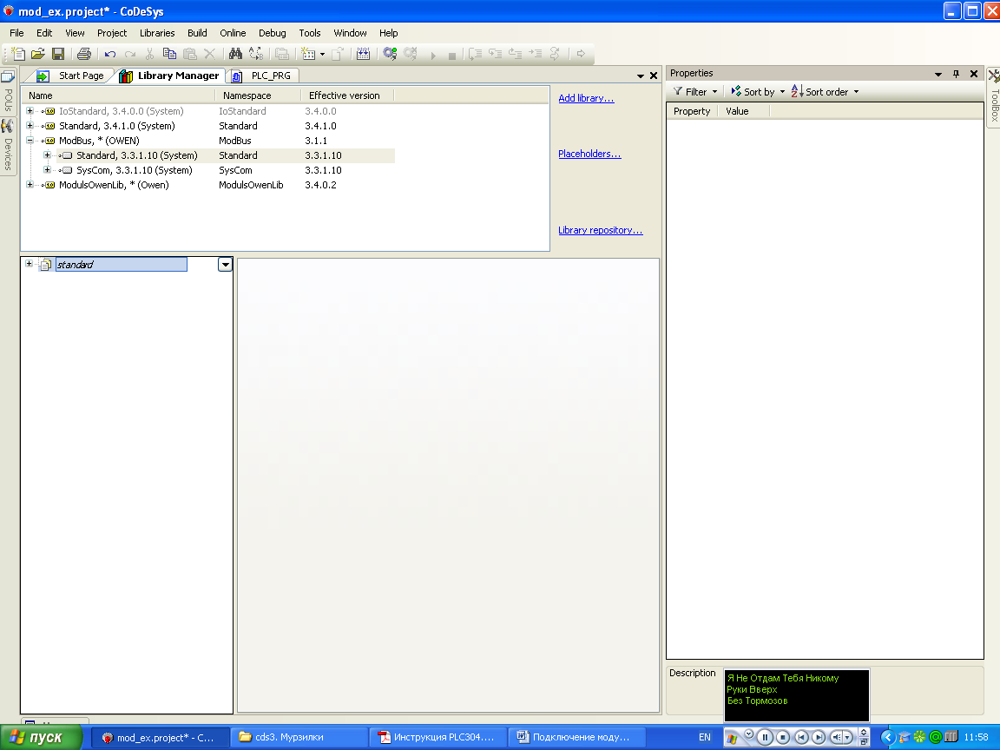 mod_ex.project* - CoDeSys
File Edit View Project Libraries Build Online Debug Tools Window Help
Start Page Library Manager PLC_PRG
Name Namespace Effective version
IoStandard, 3.4.0.0 (System) IoStandard 3.4.0.0
Standard, 3.4.1.0 (System) Standard 3.4.1.0
ModBus, * (OWEN) ModBus 3.1.1
Standard, 3.3.1.10 (System) Standard 3.3.1.10
SysCom, 3.3.1.10 (System) SysCom 3.3.1.10
ModulsOwenLib, * (Owen) ModulsOwenLib 3.4.0.2
Add library...
Placeholders...
Library repository...
standard
POUs
Devices
Properties
Filter Sort by Sort order
Property Value
ToolBox
Description
Я Не Отдам Тебя Никому
Руки Вверх
Без Тормозов
пуск
mod_ex.project* - C...
cds3. Мурзилки
Инструкция PLC304....
Подключение моду...
EN
11:58